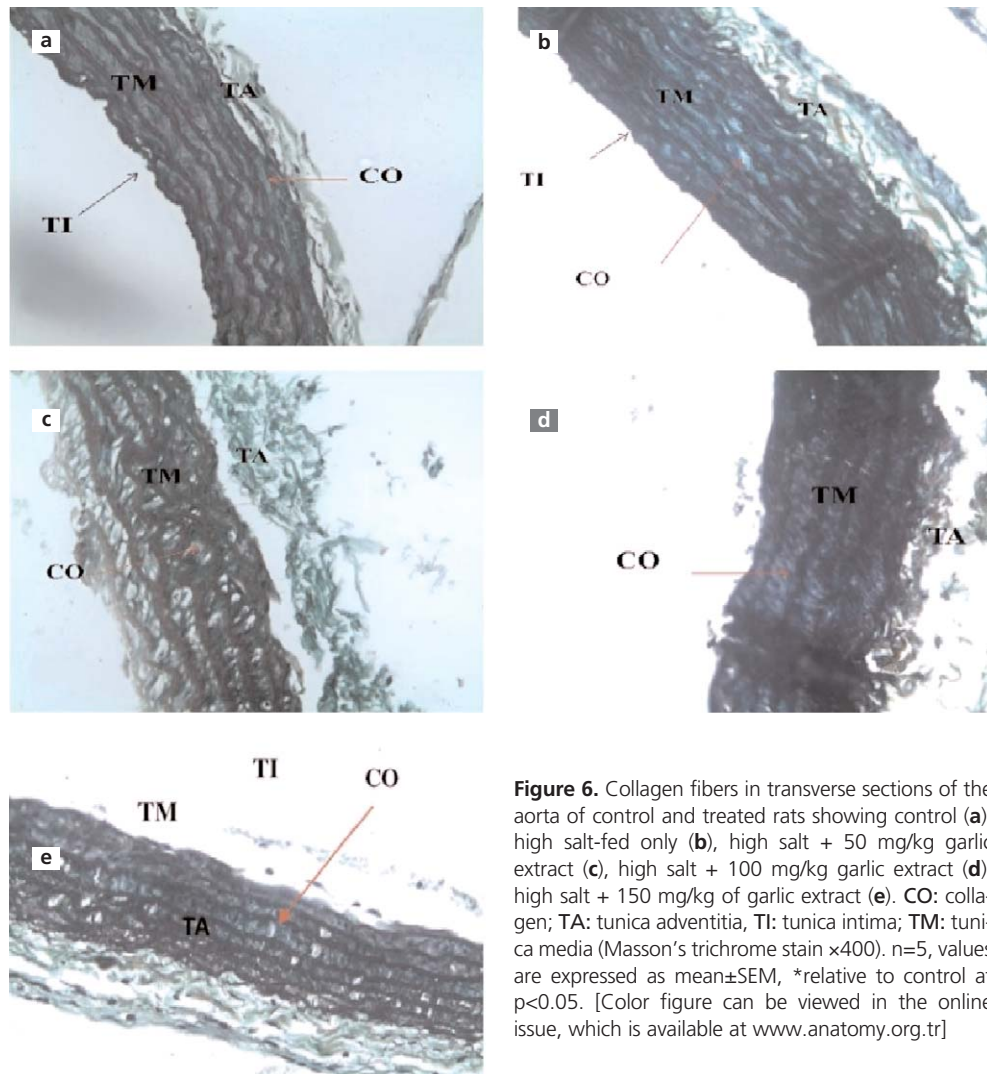 a
TM
TA
CO
TI
b
TM
TA
TI
CO
c
TM
TA
CO
d
TM
CO
TA
e
TI
CO
TM
TA
Figure 6. Collagen fibers in transverse sections of the
aorta of control and treated rats showing control (a)
high salt-fed only (b), high salt + 50 mg/kg garlic
extract (c), high salt + 100 mg/kg garlic extract (d)
high salt + 150 mg/kg of garlic extract (e). CO: colla-
gen; TA: tunica adventitia, TI: tunica intima; TM: tuni-
ca media (Masson's trichrome stain ×400). n=5, values
are expressed as mean±SEM, *relative to control at
p<0.05. [Color figure can be viewed in the online
issue, which is available at www.anatomy.org.tr]